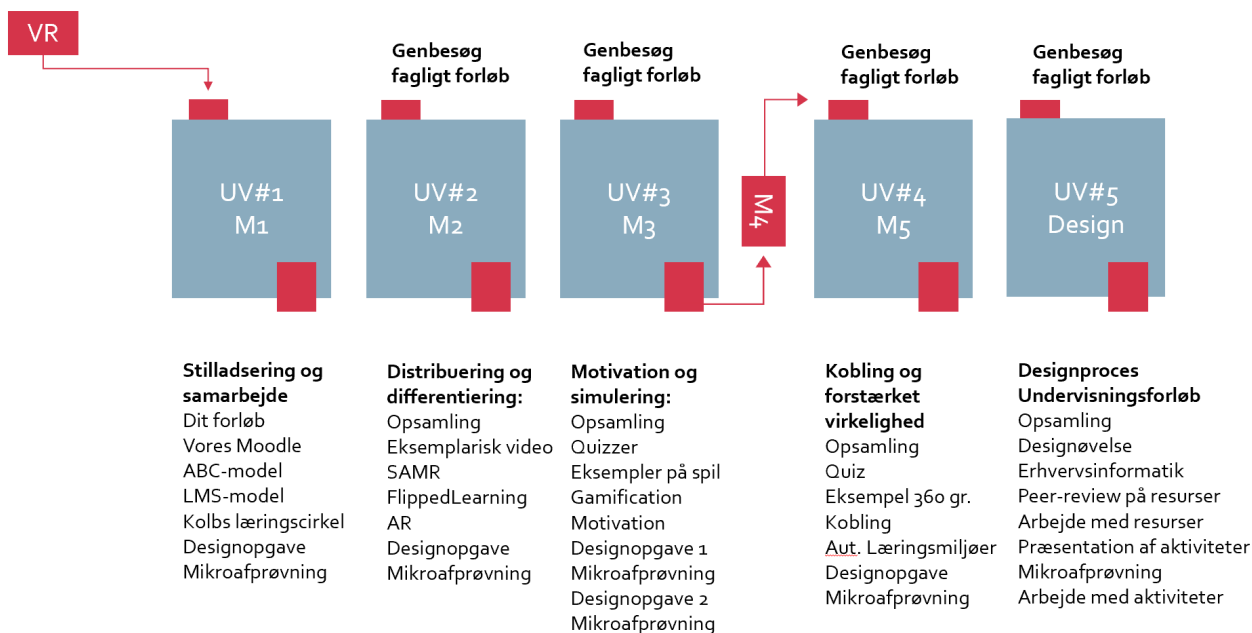 VR
Genbesøg
fagligt forløb
Genbesøg
fagligt forløb
Genbesøg
fagligt forløb
Genbesøg
fagligt forløb
UV#1
M1
UV#2
M2
UV#3
M3
M4
UV#4
M5
UV#5
Design
Stilladsering og
samarbejde
Dit forløb
Vores Moodle
ABC-model
LMS-model
Kolbs læringscirkel
Designopgave
Mikroafprøvning
Distribuering og
differentiering:
Opsamling
Eksemplarisk video
SAMR
FlippedLearning
AR
Designopgave
Mikroafprøvning
Motivation og
simulering:
Opsamling
Quizzer
Eksempler på spil
Gamification
Motivation
Designopgave 1
Mikroafprøvning
Designopgave 2
Mikroafprøvning
Kobling og
forstærket
virkelighed
Opsamling
Quiz
Eksempel 360 gr.
Kobling
Aut. Læringsmiljøer
Designopgave
Mikroafprøvning
Designproces
Undervisningsforløb
Opsamling
Designøvelse
Erhvervsinformatik
Peer-review på resurser
Arbejde med resurser
Præsentation af aktiviteter
Mikroafprøvning
Arbejde med aktiviteter